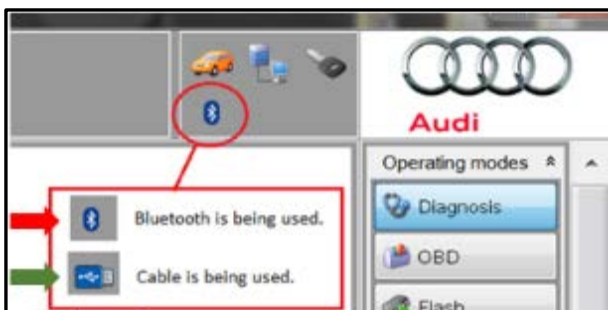 Audi
Operating modes
Diagnosis
Bluetooth is being used.
OBD
Cable is being used.
Flash